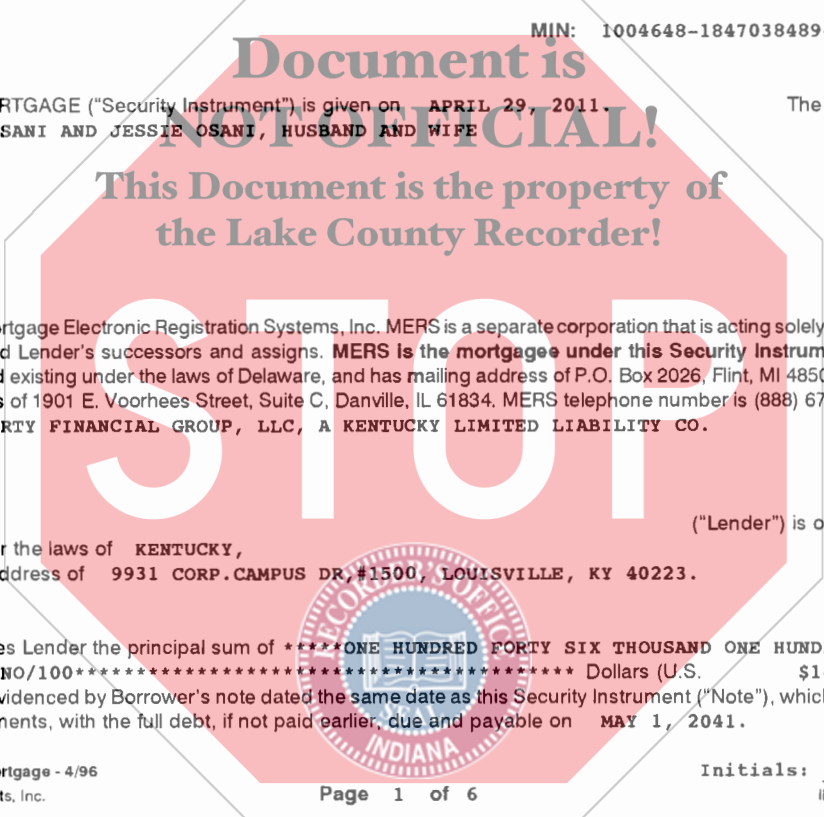 MIN: 1004648-1847038489
Document is
RTGAGE (“Security Instrument”) is given on APRIL 29, 2011. The
NOT OFFICIAL!
SANI AND JESSIE OSANI, HUSBAND AND WIFE
This Document is the property of
the Lake County Recorder!
STOP
rtgage Electronic Registration Systems, Inc. MERS is a separate corporation that is acting solely
d Lender’s successors and assigns. MERS is the mortgagee under this Security Instrum
d existing under the laws of Delaware, and has mailing address of P.O. Box 2026, Flint, MI 4850
s of 1901 E. Voorhees Street, Suite C, Danville, IL 61834. MERS telephone number is (888) 67
RTY FINANCIAL GROUP, LLC, A KENTUCKY LIMITED LIABILITY CO.
(“Lender”) is o
r the laws of KENTUCKY,
ddress of 9931 CORP.CAMPUS DR,#1500, LOUISVILLE, KY 40223.
RECORDER'S OFFICE
SEAL
INDIANA
es Lender the principal sum of *****ONE HUNDRED FORTY SIX THOUSAND ONE HUND
NO/100***************************************** Dollars (U.S. $1
videnced by Borrower’s note dated the same date as this Security Instrument (“Note”), which
ments, with the full debt, if not paid earlier, due and payable on MAY 1, 2041.
rtgage - 4/96 Initials:
ts, Inc. Page 1 of 6